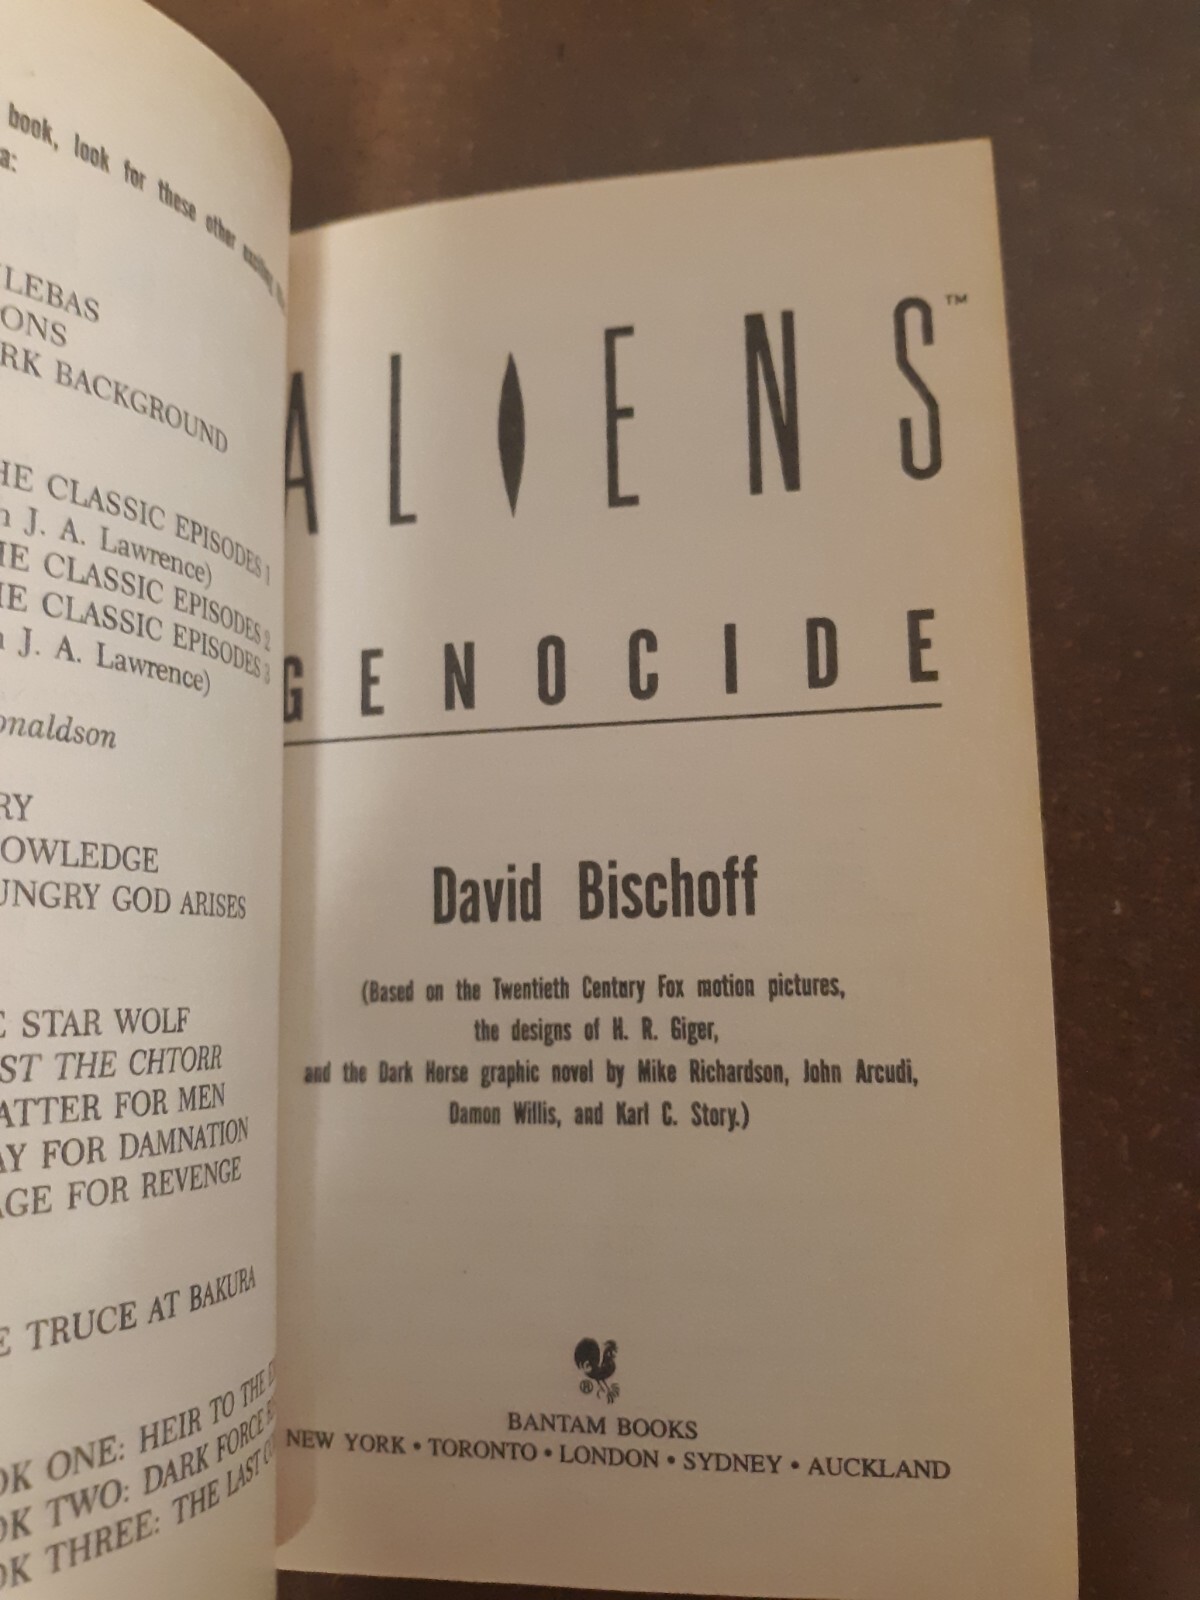 book, look for these other exciting
a:
LEBAS
ONS
RK BACKGROUND
HE CLASSIC EPISODES 1
J. A. Lawrence)
HE CLASSIC EPISODES 2
HE CLASSIC EPISODES 3
J. A. Lawrence)
onaldson
RY
OWLEDGE
UNGRY GOD ARISES
E STAR WOLF
ST THE CHTORR
ATTER FOR MEN
AY FOR DAMNATION
AGE FOR REVENGE
E TRUCE AT BAKURA
OK ONE: HEIR TO THE
OK TWO: DARK FORCE
OK THREE: THE LAST
ALIENS™
GENOCIDE
David Bischoff
(Based on the Twentieth Century Fox motion pictures,
the designs of H. R. Giger,
and the Dark Horse graphic novel by Mike Richardson, John Arcudi,
Damon Willis, and Karl C. Story.)
®
BANTAM BOOKS
NEW YORK • TORONTO • LONDON • SYDNEY • AUCKLAND